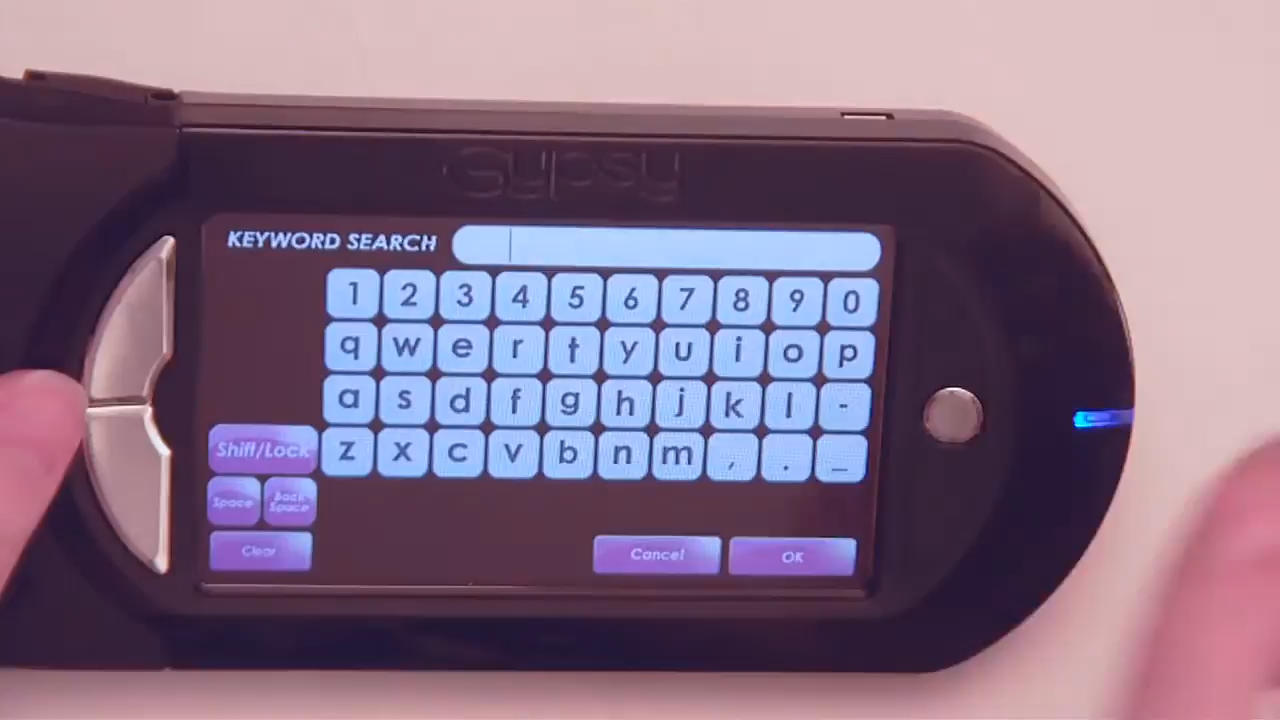 Gypsy
KEYWORD SEARCH
1 2 3 4 5 6 7 8 9 0
q w e r t y u i o p
a s d f g h j k l -
Shift/Lock z x c v b n m , . _
Space Back Space
Clear Cancel OK